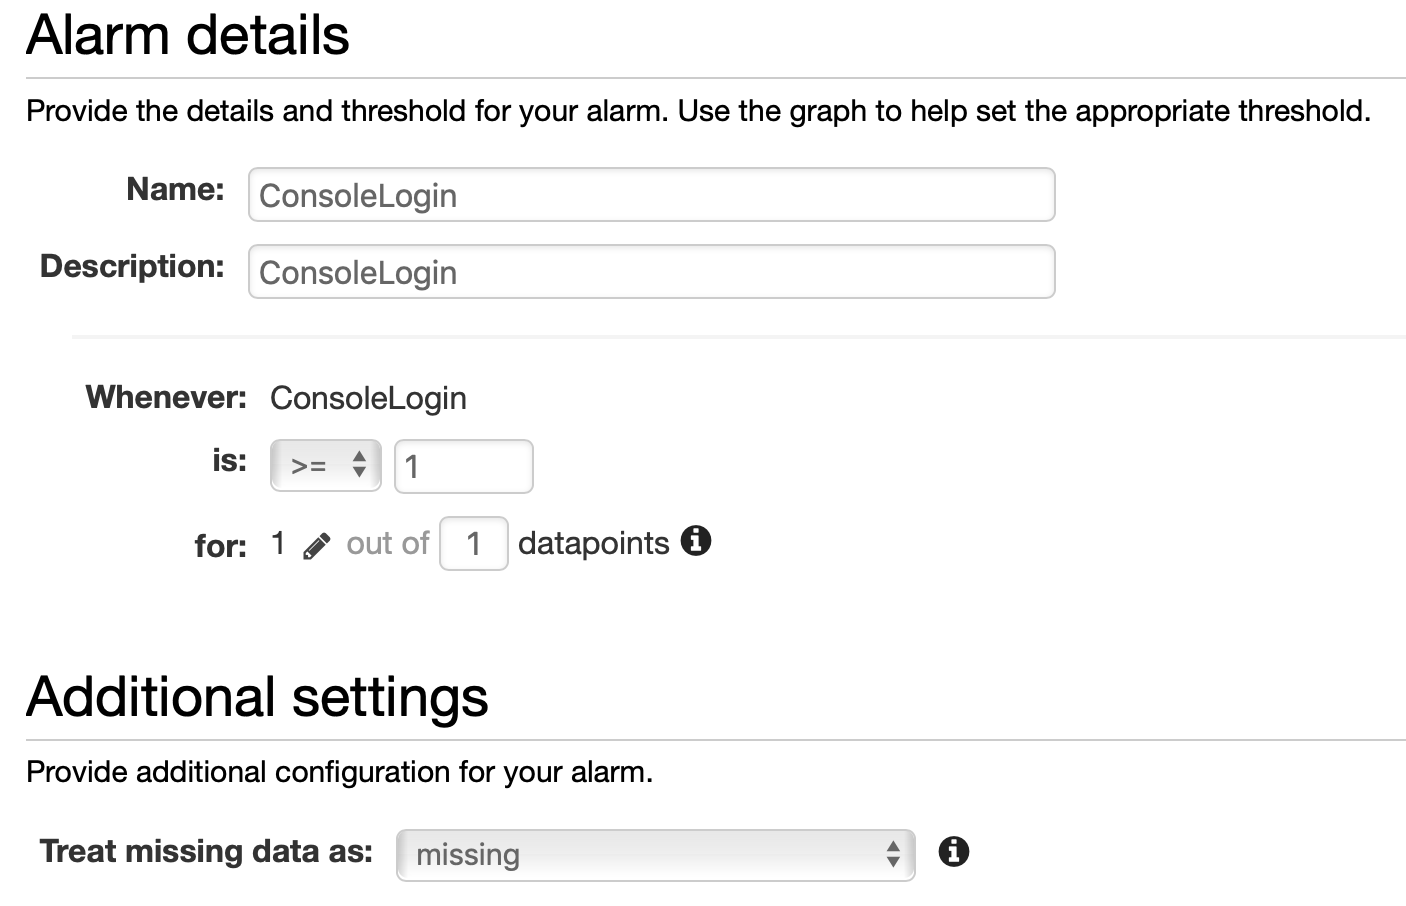 Alarm details
Provide the details and threshold for your alarm. Use the graph to help set the appropriate threshold.
Name: ConsoleLogin
Description: ConsoleLogin
Whenever: ConsoleLogin
is: >= 1
for: 1 out of 1 datapoints
Additional settings
Provide additional configuration for your alarm.
Treat missing data as: missing